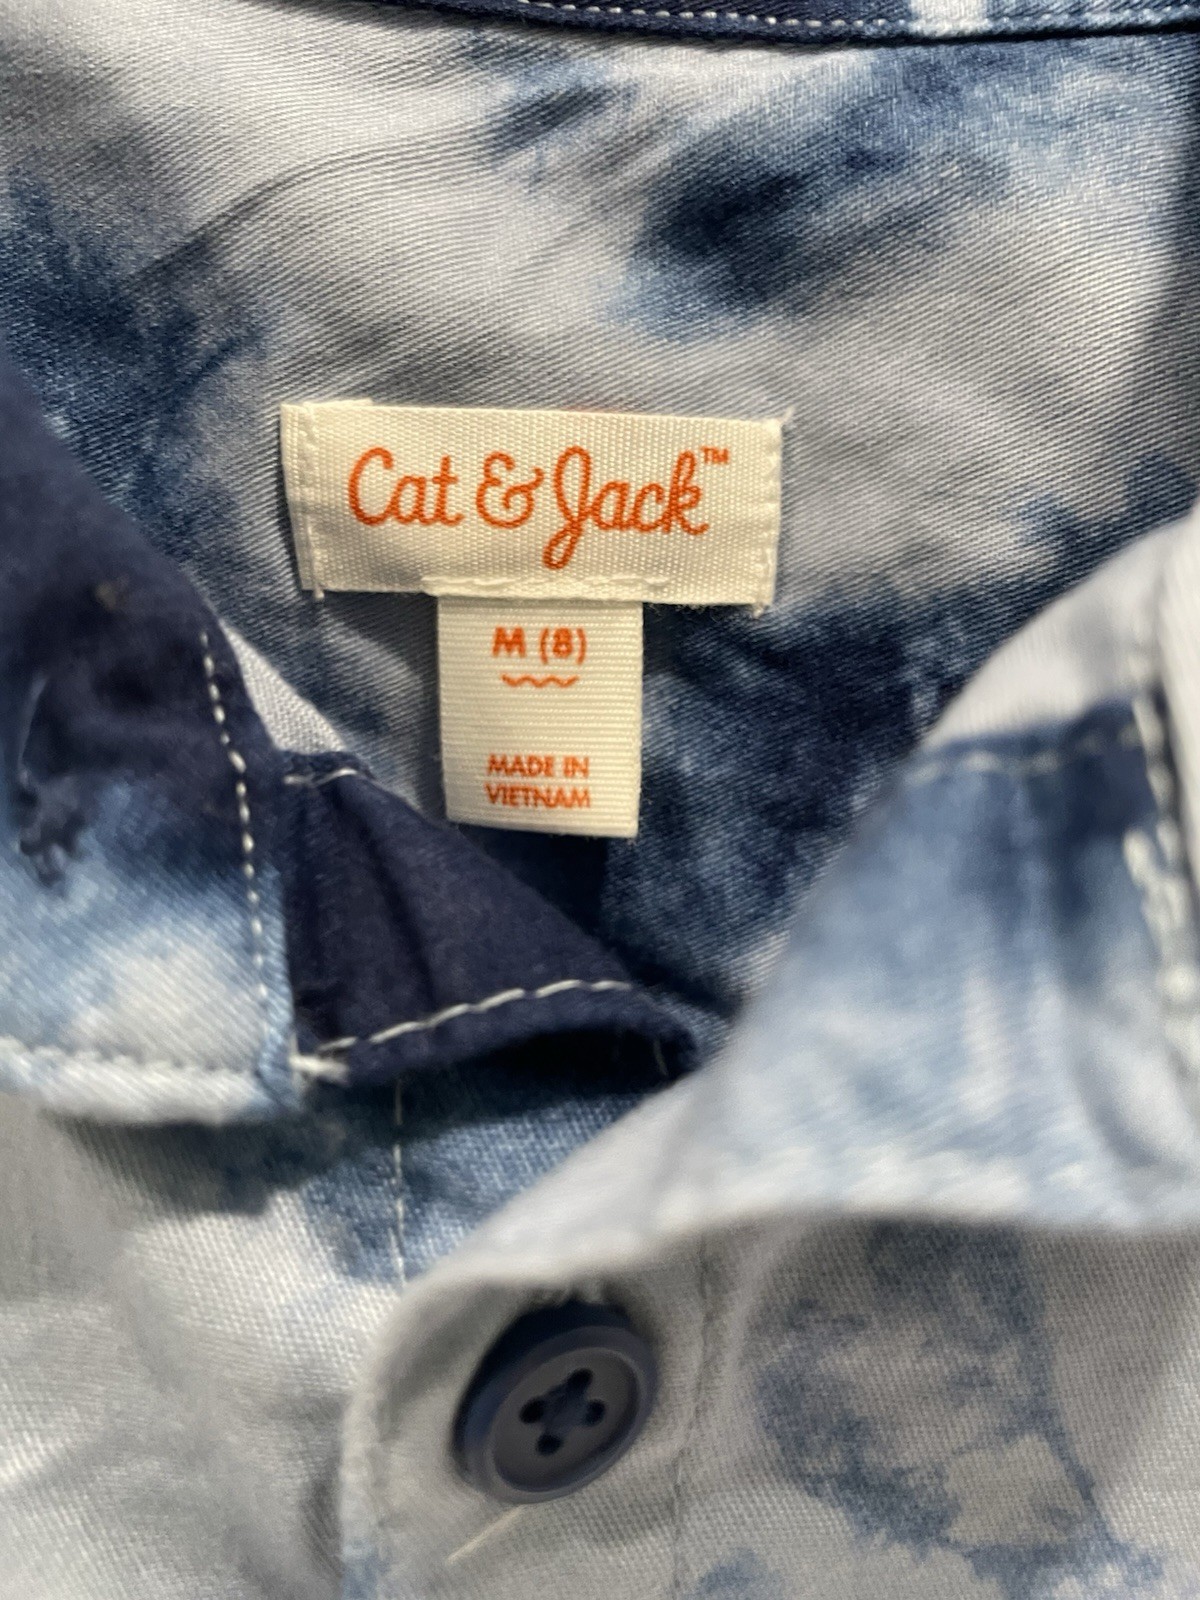 Cat & Jack™
M (8)
MADE IN
VIETNAM